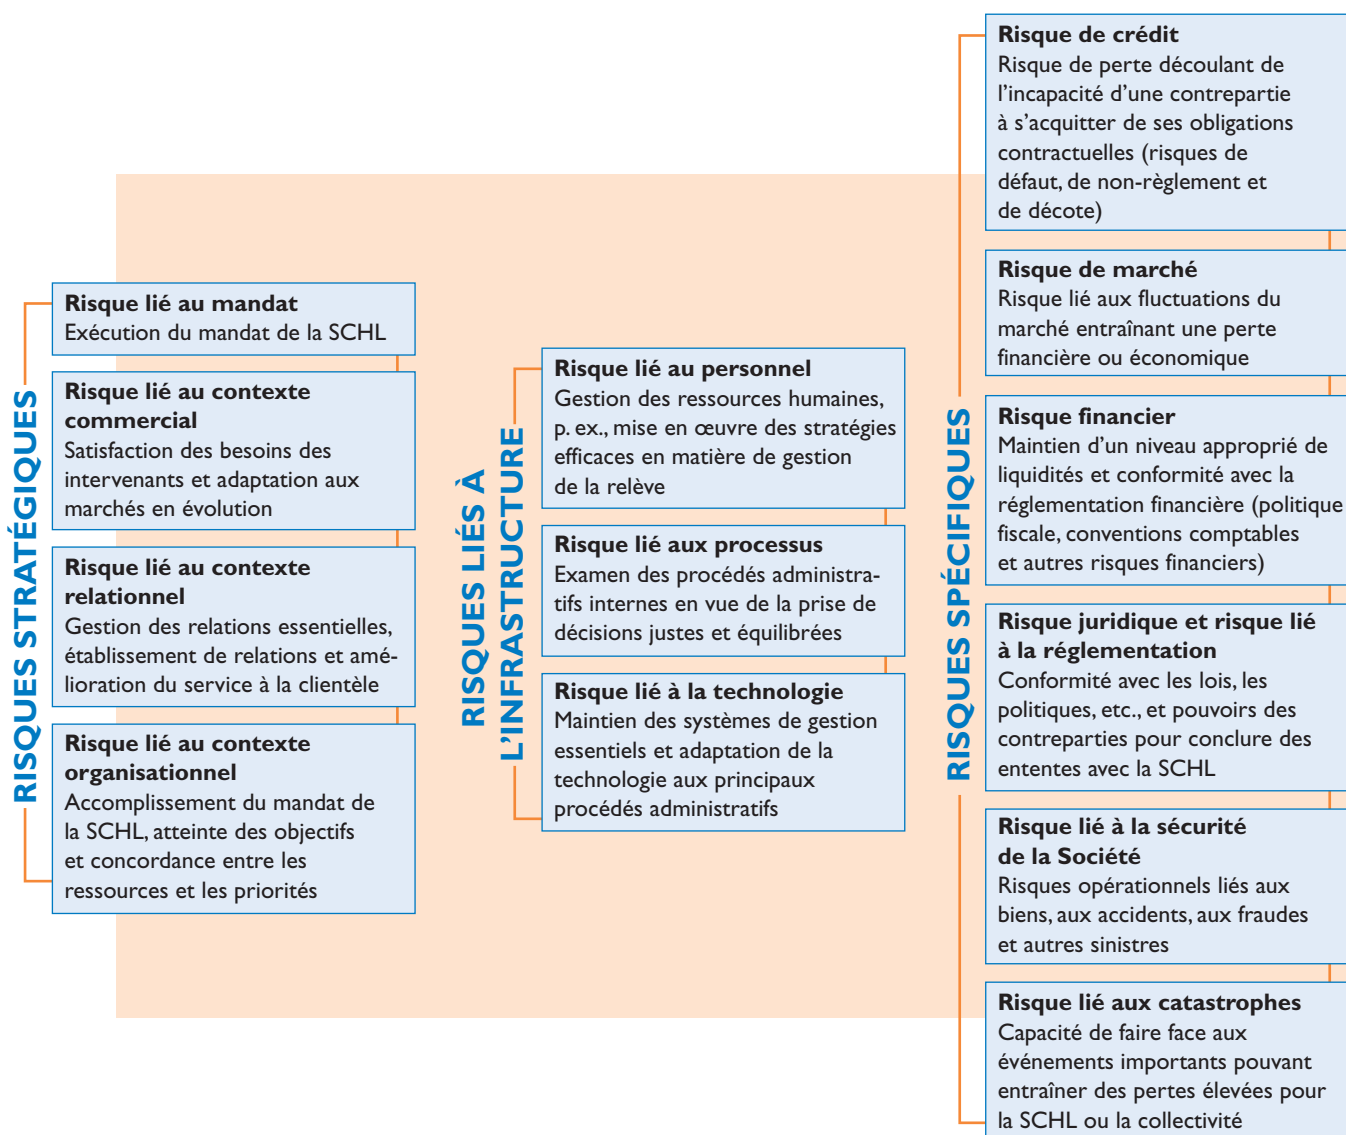 RISQUES STRATÉGIQUES
Risque lié au mandat
Exécution du mandat de la SCHL
Risque lié au contexte
commercial
Satisfaction des besoins des
intervenants et adaptation aux
marchés en évolution
Risque lié au contexte
relationnel
Gestion des relations essentielles,
établissement de relations et amé-
lioration du service à la clientèle
Risque lié au contexte
organisationnel
Accomplissement du mandat de
la SCHL, atteinte des objectifs
et concordance entre les
ressources et les priorités
RISQUES LIÉS À
L'INFRASTRUCTURE
Risque lié au personnel
Gestion des ressources humaines,
p. ex., mise en œuvre des stratégies
efficaces en matière de gestion
de la relève
Risque lié aux processus
Examen des procédés administra-
tifs internes en vue de la prise de
décisions justes et équilibrées
Risque lié à la technologie
Maintien des systèmes de gestion
essentiels et adaptation de la
technologie aux principaux
procédés administratifs
RISQUES SPÉCIFIQUES
Risque de crédit
Risque de perte découlant de
l'incapacité d'une contrepartie
à s'acquitter de ses obligations
contractuelles (risques de
défaut, de non-règlement et
de décote)
Risque de marché
Risque lié aux fluctuations du
marché entraînant une perte
financière ou économique
Risque financier
Maintien d'un niveau approprié de
liquidités et conformité avec la
réglementation financière (politique
fiscale, conventions comptables
et autres risques financiers)
Risque juridique et risque lié
à la réglementation
Conformité avec les lois, les
politiques, etc., et pouvoirs des
contreparties pour conclure des
ententes avec la SCHL
Risque lié à la sécurité
de la Société
Risques opérationnels liés aux
biens, aux accidents, aux fraudes
et autres sinistres
Risque lié aux catastrophes
Capacité de faire face aux
événements importants pouvant
entraîner des pertes élevées pour
la SCHL ou la collectivité